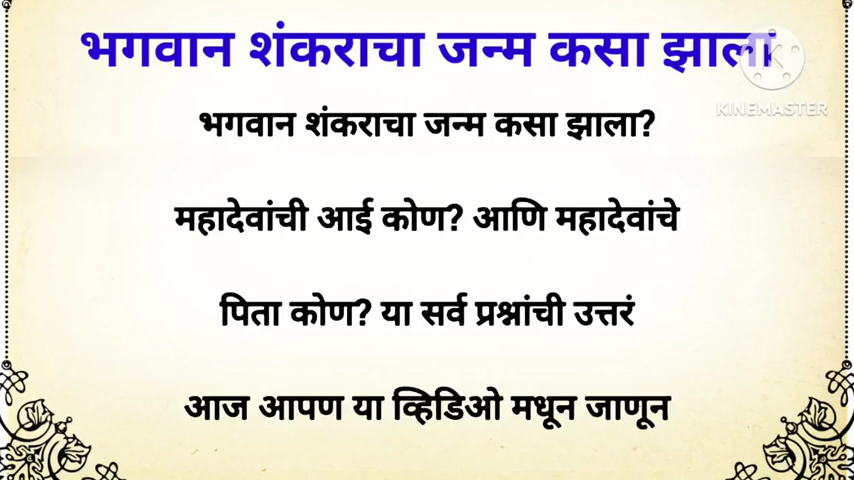 भगवान शंकराचा जन्म कसा झाला
KINEMASTER
भगवान शंकराचा जन्म कसा झाला?
महादेवांची आई कोण? आणि महादेवांचे
पिता कोण? या सर्व प्रश्नांची उत्तरं
आज आपण या व्हिडिओ मधून जाणून